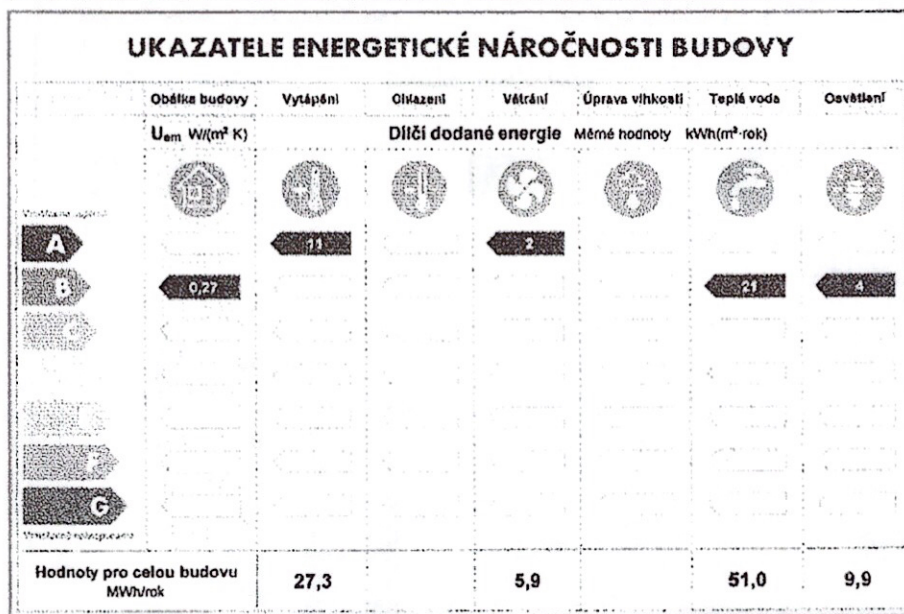 UKAZATELE ENERGETICKÉ NÁROČNOSTI BUDOVY
Obálka budovy Vytápění Chlazení Větrání Úprava vlhkosti Teplá voda Osvětlení
Uem W/(m² K) Dílčí dodané energie Měrné hodnoty kWh(m²·rok)
A 11 2
B 0,27 21 4
C
F
G
Hodnoty pro celou budovu 27,3 5,9 51,0 9,9
MWh/rok